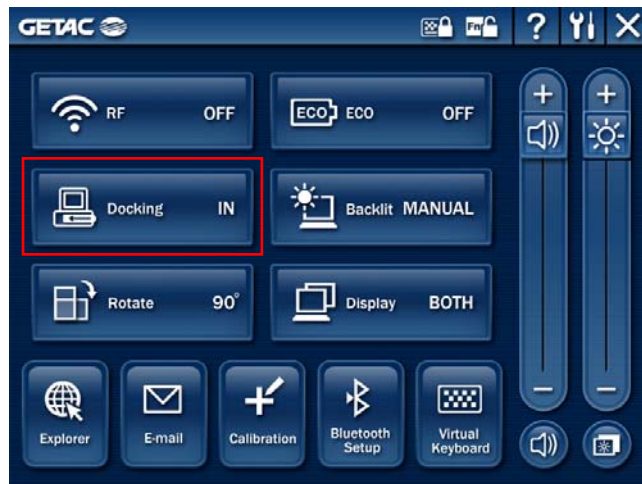 GETAC
Fn
?
RF OFF
ECO ECO OFF
Docking IN
Backlit MANUAL
Rotate 90°
Display BOTH
Explorer
E-mail
Calibration
Bluetooth
Setup
Virtual
Keyboard